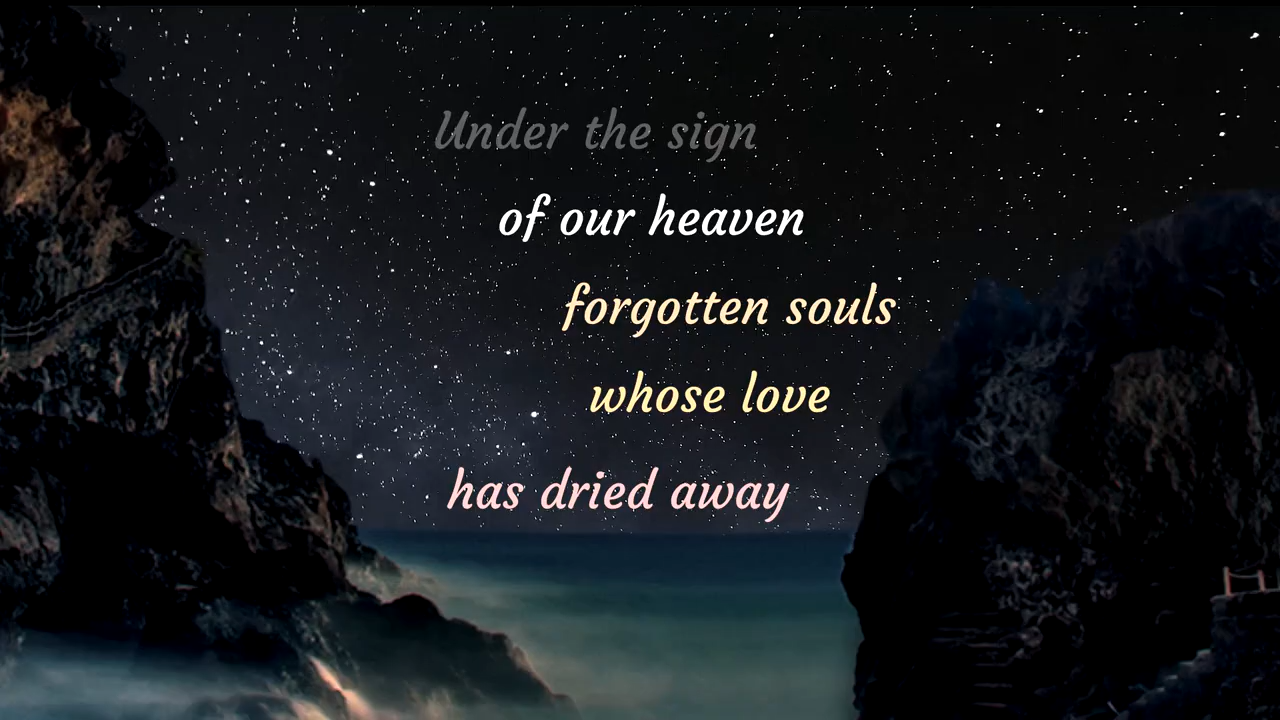 Under the sign
of our heaven
forgotten souls
whose love
has dried away